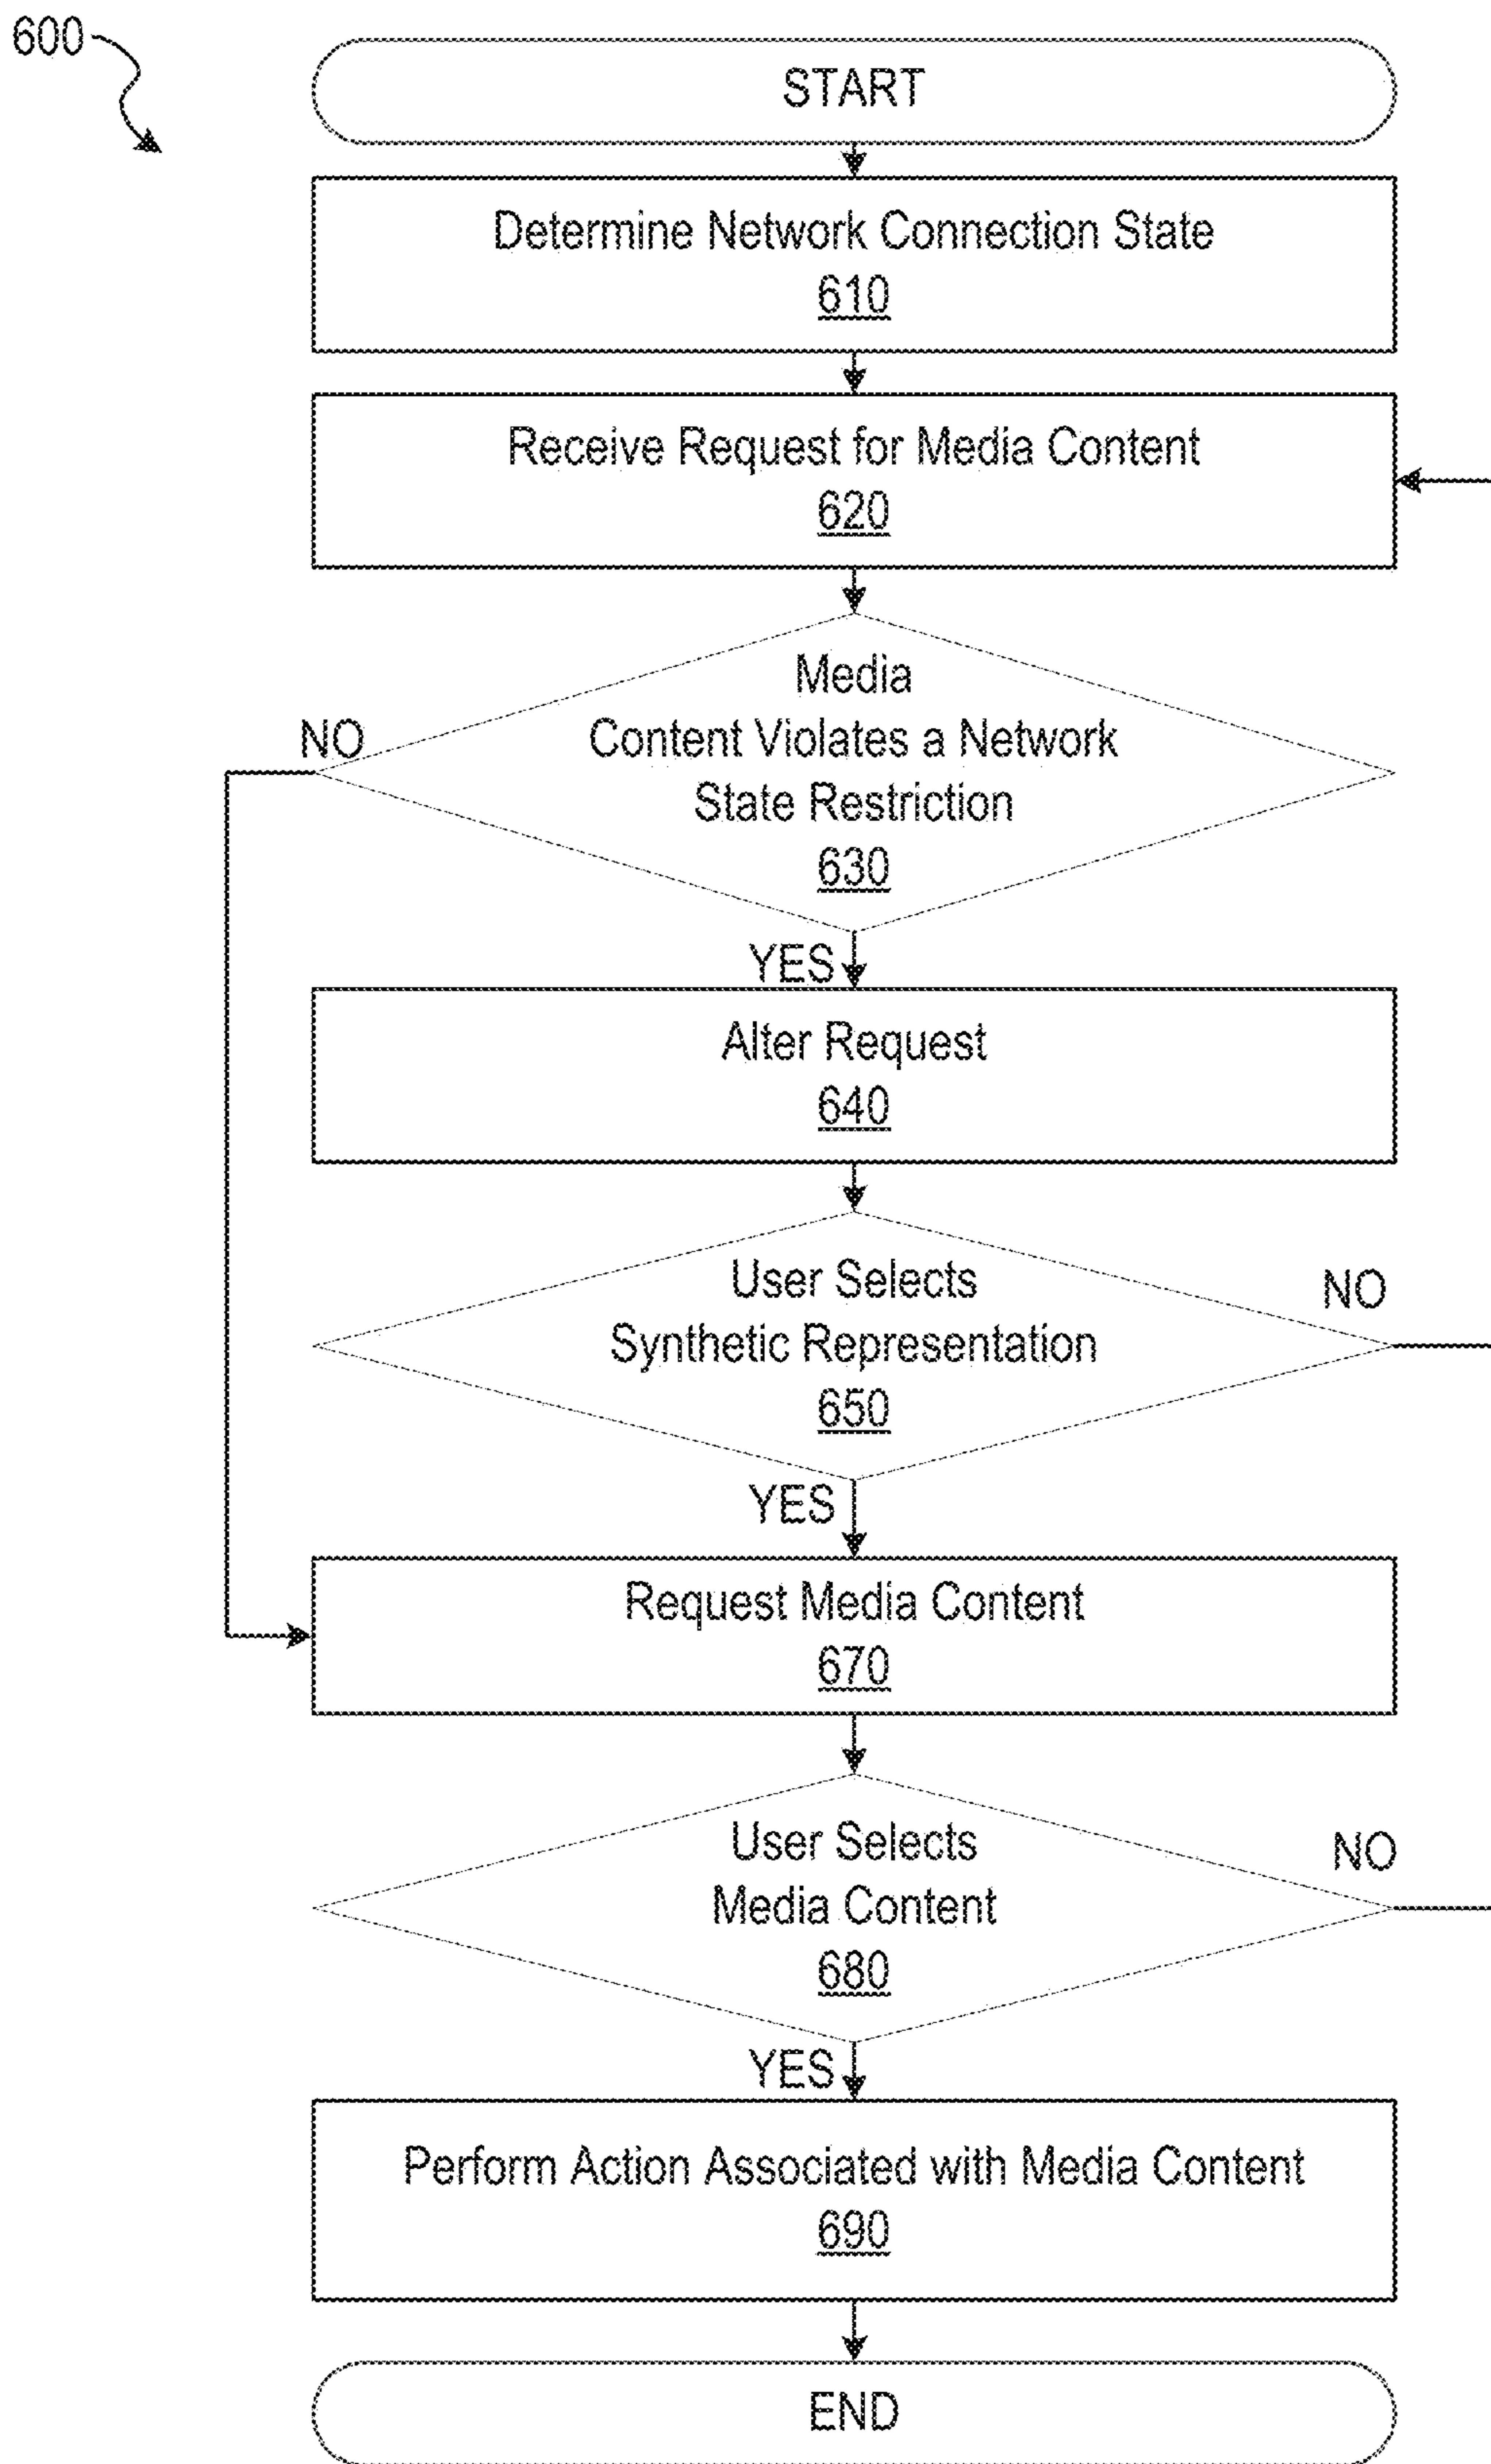 600
START
Determine Network Connection State
610
Receive Request for Media Content
620
Media
Content Violates a Network
State Restriction
630
NO
YES
Alter Request
640
User Selects
Synthetic Representation
650
NO
YES
Request Media Content
670
User Selects
Media Content
680
NO
YES
Perform Action Associated with Media Content
690
END